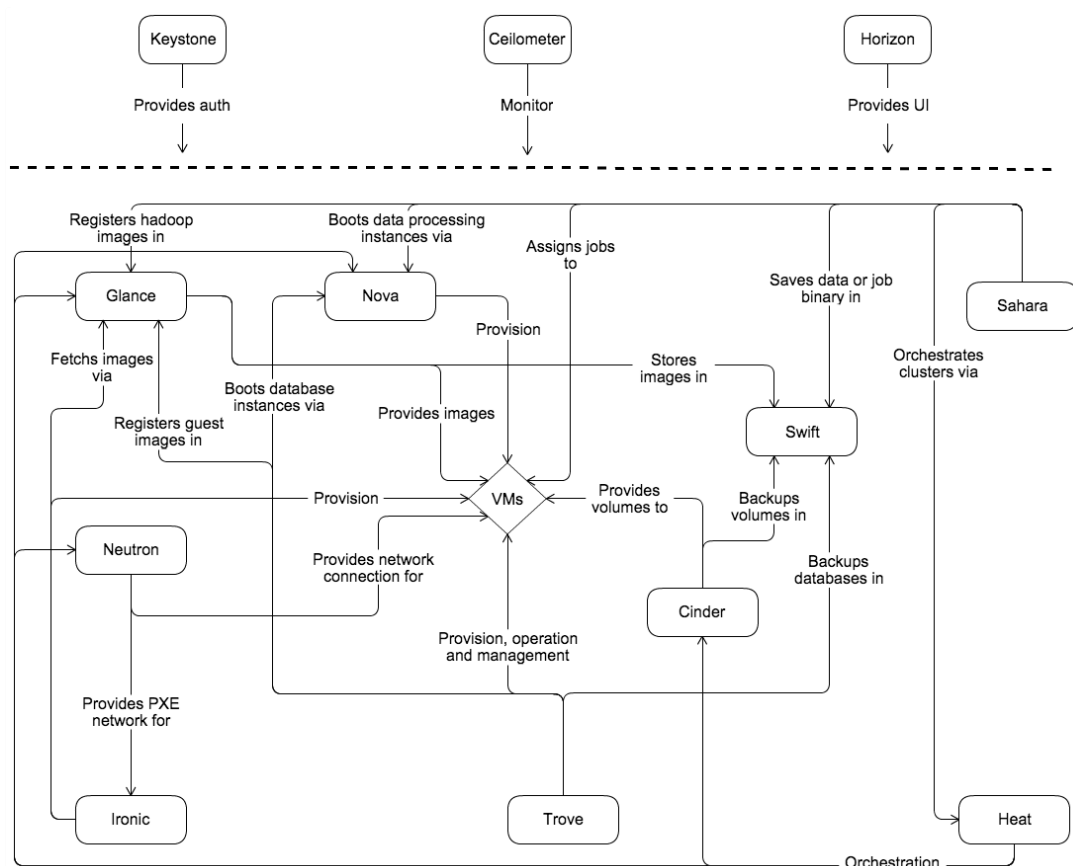 Keystone
Ceilometer
Horizon
Provides auth
Monitor
Provides UI
Registers hadoop
images in
Boots data processing
instances via
Assigns jobs
to
Saves data or job
binary in
Glance
Nova
Sahara
Provision
Fetchs images
via
Boots database
instances via
Stores
images in
Orchestrates
clusters via
Provides images
Registers guest
images in
Swift
Provision
VMs
Provides
volumes to
Backups
volumes in
Neutron
Provides network
connection for
Backups
databases in
Cinder
Provision, operation
and management
Provides PXE
network for
Ironic
Trove
Heat
Orchestration